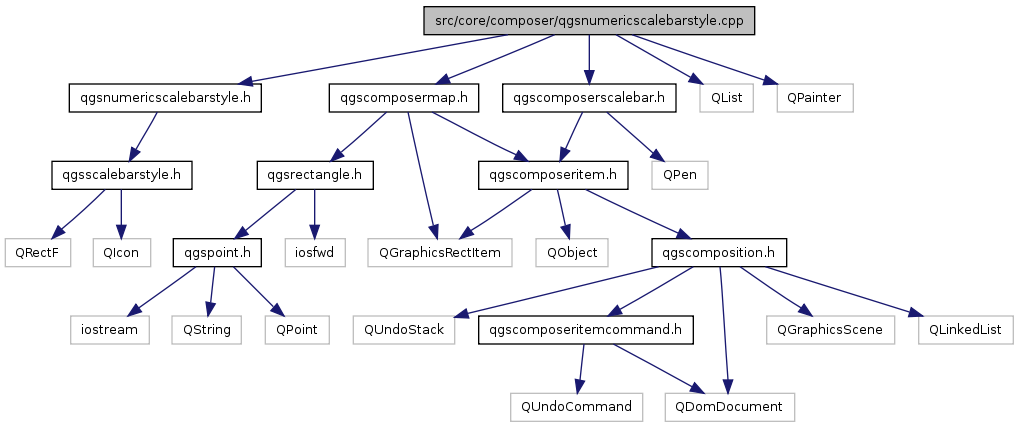 src/core/composer/qgsnumericscalebarstyle.cpp
qgsnumericscalebarstyle.h
qgscomposermap.h
qgscomposerscalebar.h
QList
QPainter
qgsscalebarstyle.h
qgsrectangle.h
qgscomposeritem.h
QPen
QRectF
QIcon
qgspoint.h
iosfwd
QGraphicsRectItem
QObject
qgscomposition.h
iostream
QString
QPoint
QUndoStack
qgscomposeritemcommand.h
QGraphicsScene
QLinkedList
QUndoCommand
QDomDocument